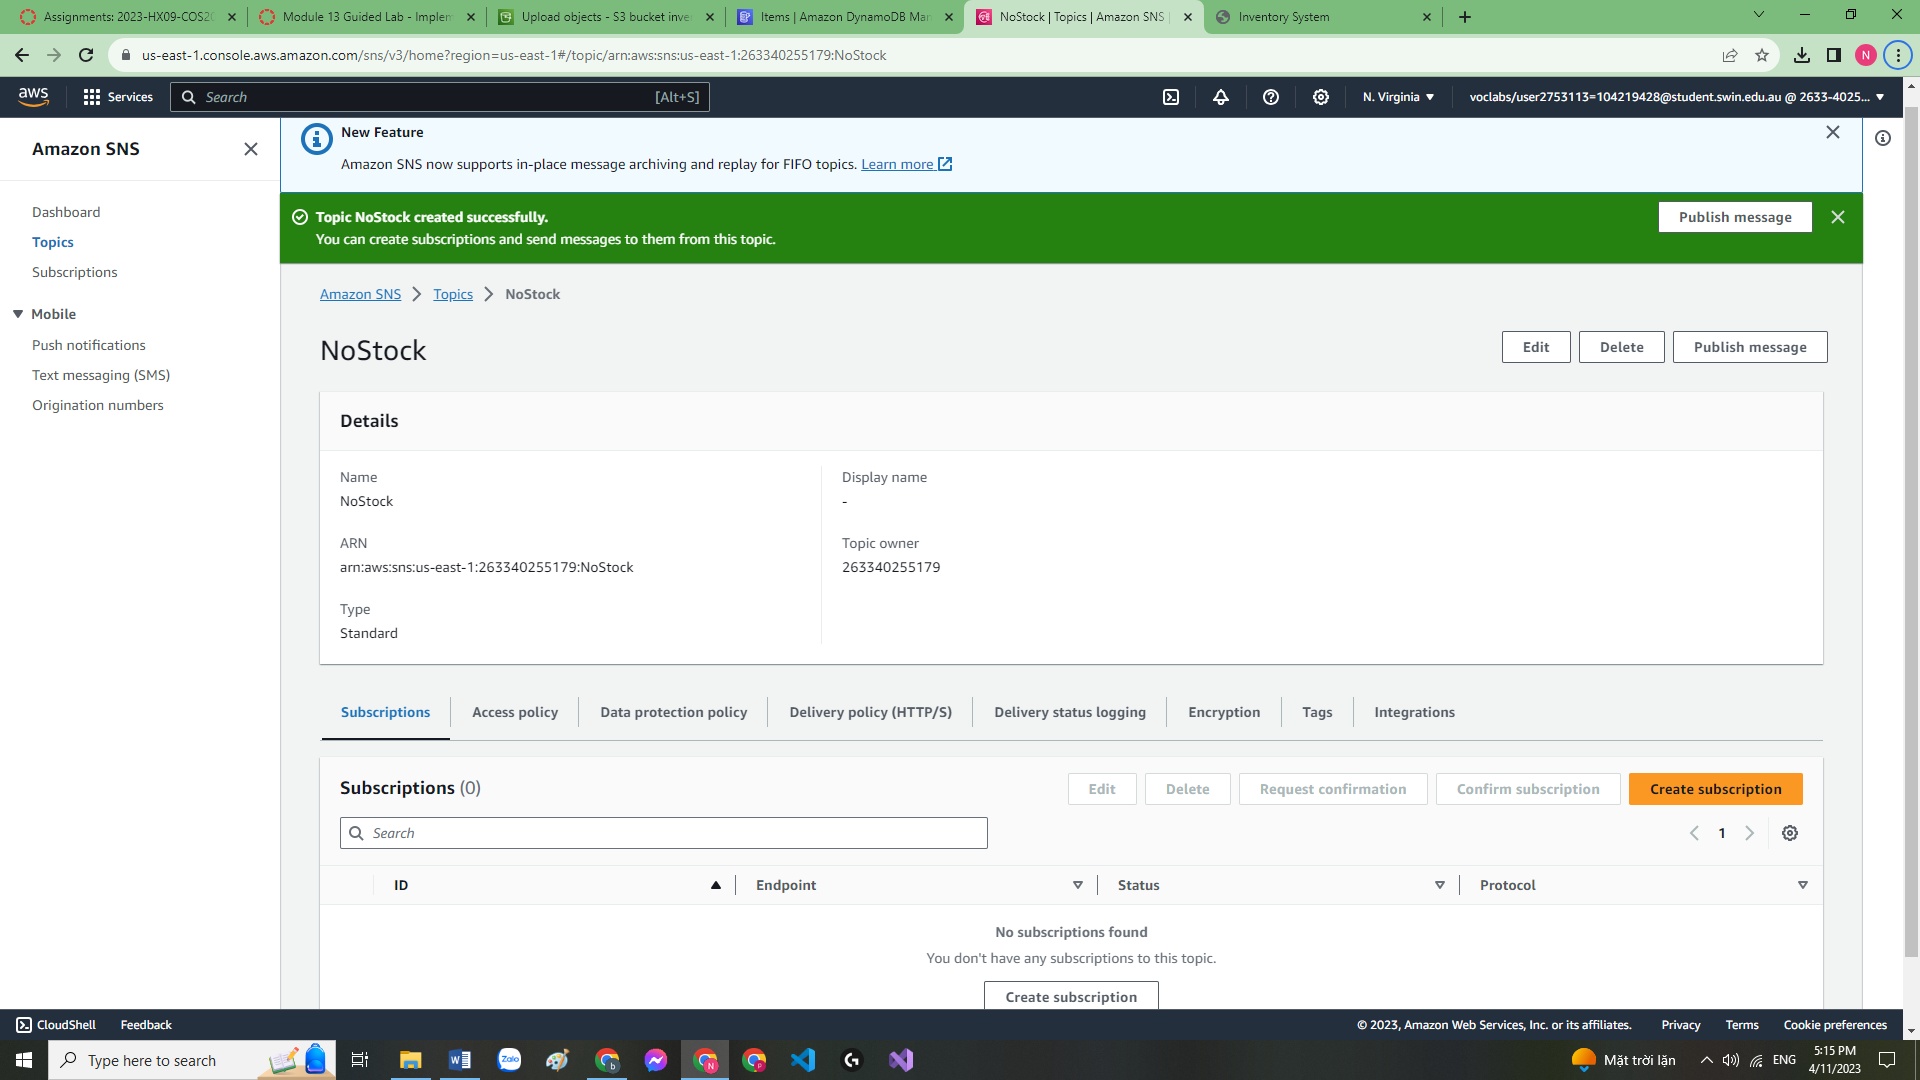 Assignments: 2023-HX09-COS20
Module 13 Guided Lab - Implem
Upload objects - S3 bucket inve
Items | Amazon DynamoDB Man
NoStock | Topics | Amazon SNS |
Inventory System
us-east-1.console.aws.amazon.com/sns/v3/home?region=us-east-1#/topic/arn:aws:sns:us-east-1:263340255179:NoStock
N
aws
Services
Search
[Alt+S]
N. Virginia
voclabs/user2753113=104219428@student.swin.edu.au @ 2633-4025...
Amazon SNS
Dashboard
Topics
Subscriptions
Mobile
Push notifications
Text messaging (SMS)
Origination numbers
New Feature
Amazon SNS now supports in-place message archiving and replay for FIFO topics. Learn more
Topic NoStock created successfully.
You can create subscriptions and send messages to them from this topic.
Publish message
Amazon SNS
Topics
NoStock
NoStock
Edit
Delete
Publish message
Details
Name
NoStock
ARN
arn:aws:sns:us-east-1:263340255179:NoStock
Type
Standard
Display name
-
Topic owner
263340255179
Subscriptions
Access policy
Data protection policy
Delivery policy (HTTP/S)
Delivery status logging
Encryption
Tags
Integrations
Subscriptions (0)
Edit
Delete
Request confirmation
Confirm subscription
Create subscription
Search
1
ID
Endpoint
Status
Protocol
No subscriptions found
You don't have any subscriptions to this topic.
Create subscription
CloudShell
Feedback
© 2023, Amazon Web Services, Inc. or its affiliates.
Privacy
Terms
Cookie preferences
Type here to search
Zalo
Mặt trời lặn
ENG
5:15 PM
4/11/2023